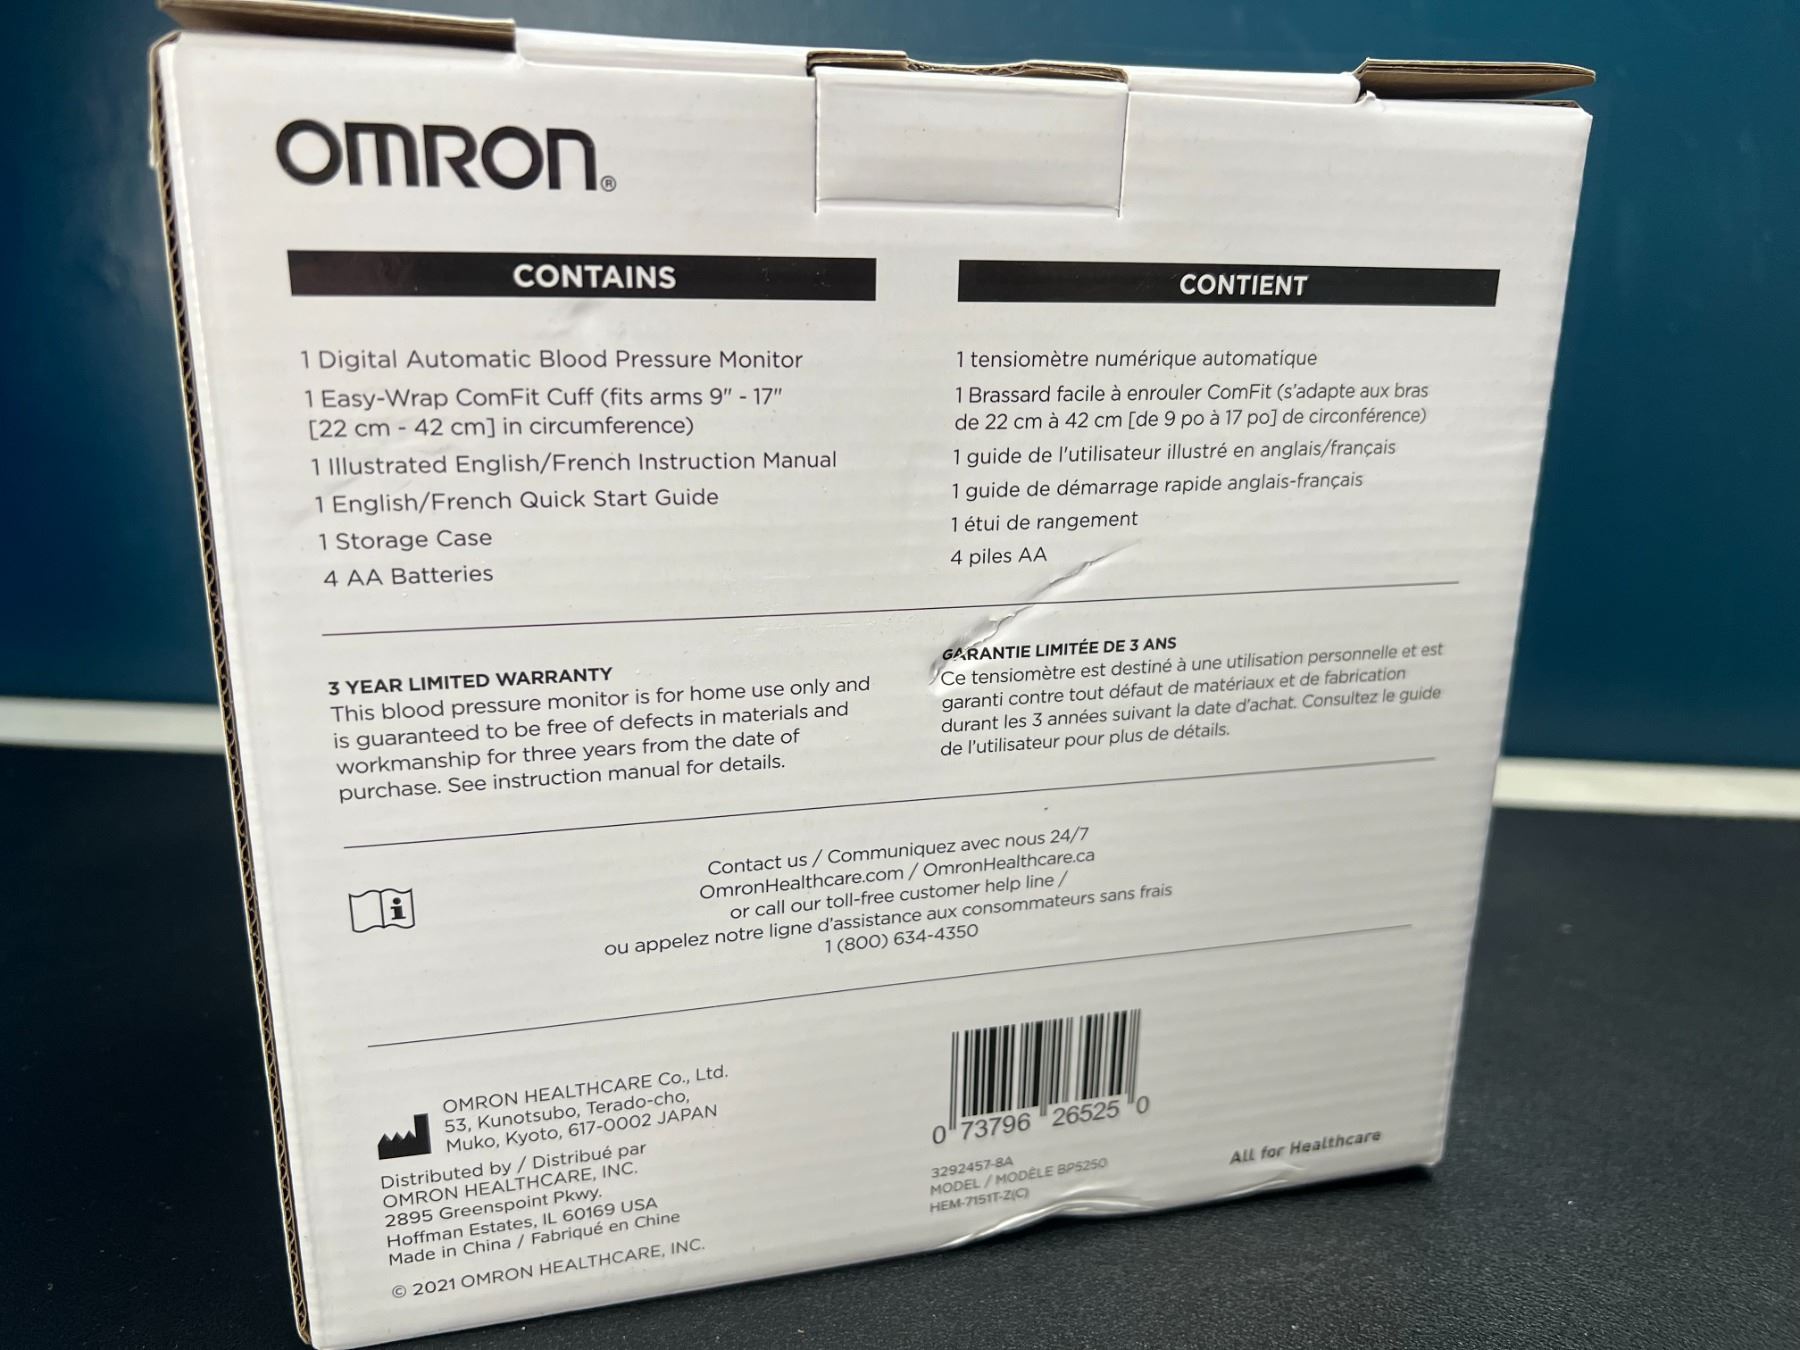 OMRON®
CONTAINS
1 Digital Automatic Blood Pressure Monitor
1 Easy-Wrap ComFit Cuff (fits arms 9" - 17"
[22 cm - 42 cm] in circumference)
1 Illustrated English/French Instruction Manual
1 English/French Quick Start Guide
1 Storage Case
4 AA Batteries
CONTIENT
1 tensiomètre numérique automatique
1 Brassard facile à enrouler ComFit (s'adapte aux bras
de 22 cm à 42 cm [de 9 po à 17 po] de circonférence)
1 guide de l'utilisateur illustré en anglais/français
1 guide de démarrage rapide anglais-français
1 étui de rangement
4 piles AA
3 YEAR LIMITED WARRANTY
This blood pressure monitor is for home use only and
is guaranteed to be free of defects in materials and
workmanship for three years from the date of
purchase. See instruction manual for details.
GARANTIE LIMITÉE DE 3 ANS
Ce tensiomètre est destiné à une utilisation personnelle et est
garanti contre tout défaut de matériaux et de fabrication
durant les 3 années suivant la date d'achat. Consultez le guide
de l'utilisateur pour plus de détails.
Contact us / Communiquez avec nous 24/7
OmronHealthcare.com / OmronHealthcare.ca
or call our toll-free customer help line /
ou appelez notre ligne d'assistance aux consommateurs sans frais
1 (800) 634-4350
OMRON HEALTHCARE Co., Ltd.
53, Kunotsubo, Terado-cho,
Muko, Kyoto, 617-0002 JAPAN
Distributed by / Distribué par
OMRON HEALTHCARE, INC.
2895 Greenspoint Pkwy.
Hoffman Estates, IL 60169 USA
Made in China / Fabriqué en Chine
© 2021 OMRON HEALTHCARE, INC.
0 73796 26525 0
3292457-8A
MODEL / MODÈLE BP5250
HEM-7151T-Z(C)
All for Healthcare